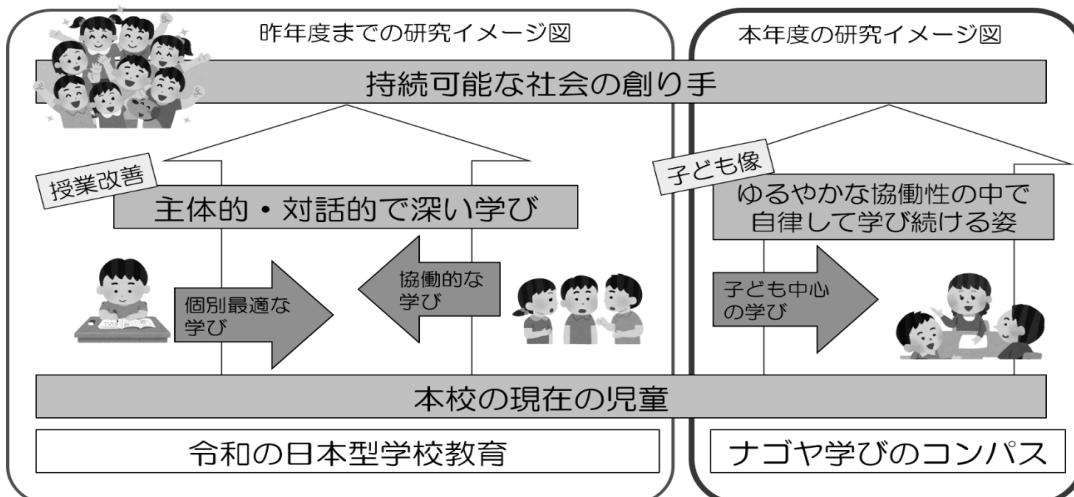 昨年度までの研究イメージ図
本年度の研究イメージ図
持続可能な社会の創り手
授業改善
主体的・対話的で深い学び
個別最適な
学び
協働的な
学び
子ども像
ゆるやかな協働性の中で
自律して学び続ける姿
子ども中心
の学び
本校の現在の児童
令和の日本型学校教育
ナゴヤ学びのコンパス